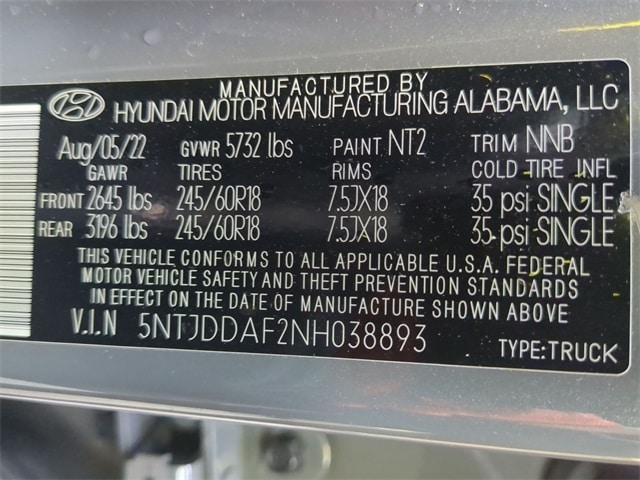 MANUFACTURED BY
HYUNDAI MOTOR MANUFACTURING ALABAMA, LLC
Aug/05/22 GVWR 5732 lbs PAINT NT2 TRIM NNB
GAWR TIRES RIMS COLD TIRE INFL
FRONT 2645 lbs 245/60R18 7.5JX18 35 psi SINGLE
REAR 3196 lbs 245/60R18 7.5JX18 35 psi SINGLE
THIS VEHICLE CONFORMS TO ALL APPLICABLE U.S.A. FEDERAL
MOTOR VEHICLE SAFETY AND THEFT PREVENTION STANDARDS
IN EFFECT ON THE DATE OF MANUFACTURE SHOWN ABOVE
V.I.N 5NTJDDAF2NH038893
TYPE:TRUCK